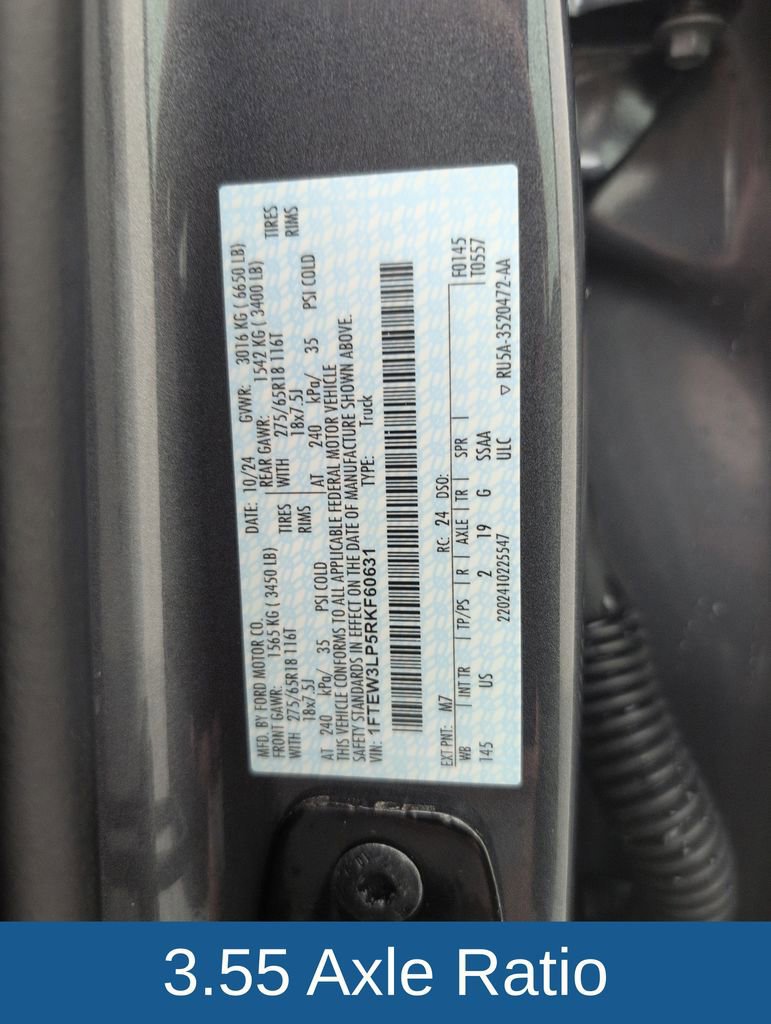 MFD. BY FORD MOTOR CO. DATE: 10/24 GVWR: 3016 KG ( 6650 LB)
FRONT GAWR: 1565 KG ( 3450 LB) REAR GAWR: 1542 KG ( 3400 LB)
WITH 275/65R18 116T TIRES WITH 275/65R18 116T TIRES
18x7.5J RIMS 18x7.5J RIMS
AT 240 kPa/ 35 PSI COLD AT 240 kPa/ 35 PSI COLD
THIS VEHICLE CONFORMS TO ALL APPLICABLE FEDERAL MOTOR VEHICLE
SAFETY STANDARDS IN EFFECT ON THE DATE OF MANUFACTURE SHOWN ABOVE.
VIN: 1FTEW3LP5RKF60631 TYPE: Truck
EXT PNT: M7 RC: 24 DSO:
WB INT TR TP/PS R AXLE TR SPR F0145
T0557
145 US 2 19 G SSAA
2202410225547 ULC ▽ RU5A-3520472-AA
3.55 Axle Ratio